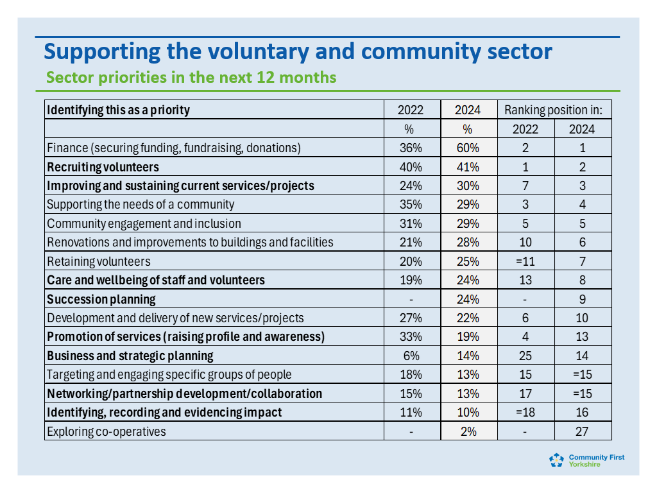 Supporting the voluntary and community sector
Sector priorities in the next 12 months
Identifying this as a priority 2022 2024 Ranking position in:
% % 2022 2024
Finance (securing funding, fundraising, donations) 36% 60% 2 1
Recruiting volunteers 40% 41% 1 2
Improving and sustaining current services/projects 24% 30% 7 3
Supporting the needs of a community 35% 29% 3 4
Community engagement and inclusion 31% 29% 5 5
Renovations and improvements to buildings and facilities 21% 28% 10 6
Retaining volunteers 20% 25% =11 7
Care and wellbeing of staff and volunteers 19% 24% 13 8
Succession planning - 24% - 9
Development and delivery of new services/projects 27% 22% 6 10
Promotion of services (raising profile and awareness) 33% 19% 4 13
Business and strategic planning 6% 14% 25 14
Targeting and engaging specific groups of people 18% 13% 15 =15
Networking/partnership development/collaboration 15% 13% 17 =15
Identifying, recording and evidencing impact 11% 10% =18 16
Exploring co-operatives - 2% - 27
Community First
Yorkshire